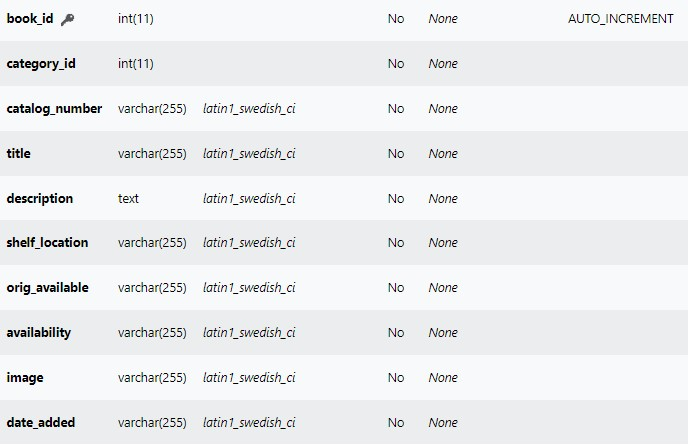 book_id int(11) No None AUTO_INCREMENT
category_id int(11) No None
catalog_number varchar(255) latin1_swedish_ci No None
title varchar(255) latin1_swedish_ci No None
description text latin1_swedish_ci No None
shelf_location varchar(255) latin1_swedish_ci No None
orig_available varchar(255) latin1_swedish_ci No None
availability varchar(255) latin1_swedish_ci No None
image varchar(255) latin1_swedish_ci No None
date_added varchar(255) latin1_swedish_ci No None